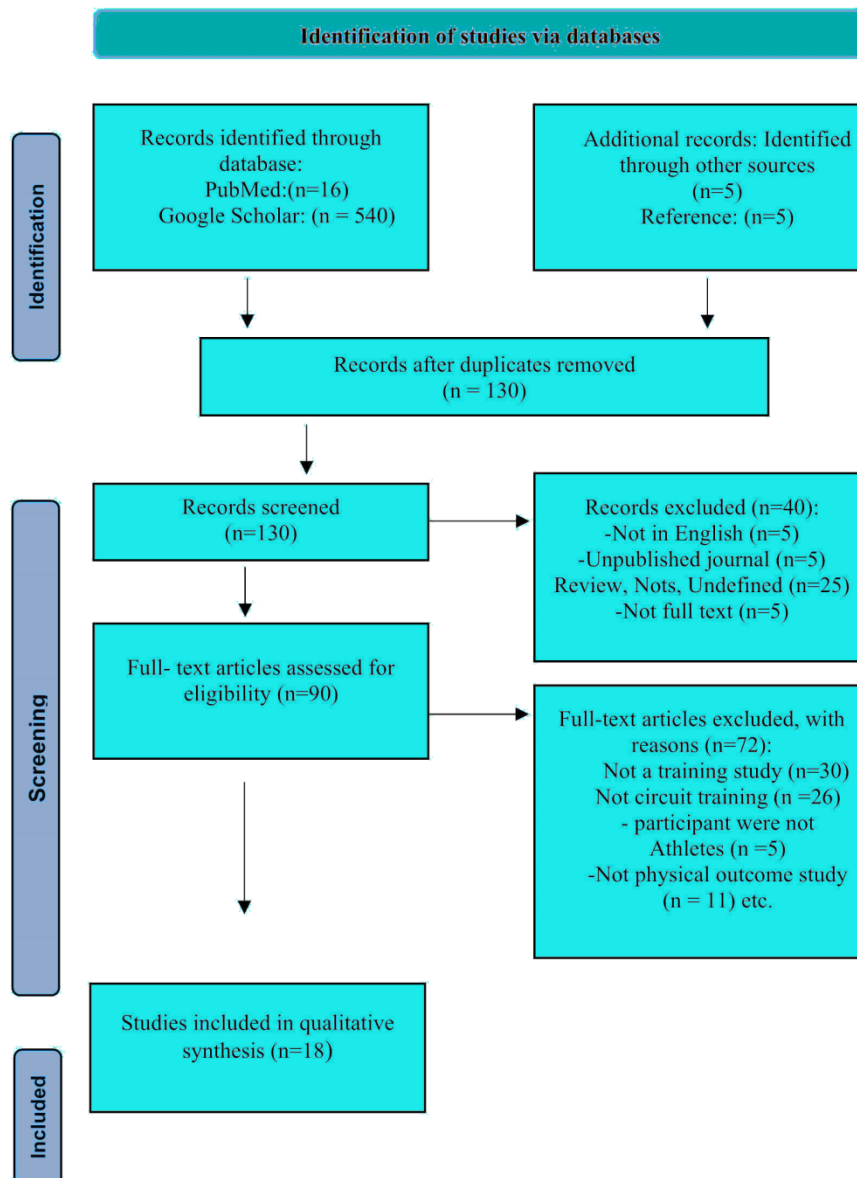 Identification of studies via databases
Identification
Records identified through
database:
PubMed:(n=16)
Google Scholar: (n = 540)
Additional records: Identified
through other sources
(n=5)
Reference: (n=5)
Records after duplicates removed
(n = 130)
Screening
Records screened
(n=130)
Records excluded (n=40):
-Not in English (n=5)
-Unpublished journal (n=5)
Review, Nots, Undefined (n=25)
-Not full text (n=5)
Full- text articles assessed for
eligibility (n=90)
Full-text articles excluded, with
reasons (n=72):
Not a training study (n=30)
Not circuit training (n =26)
- participant were not
Athletes (n =5)
-Not physical outcome study
(n = 11) etc.
Included
Studies included in qualitative
synthesis (n=18)